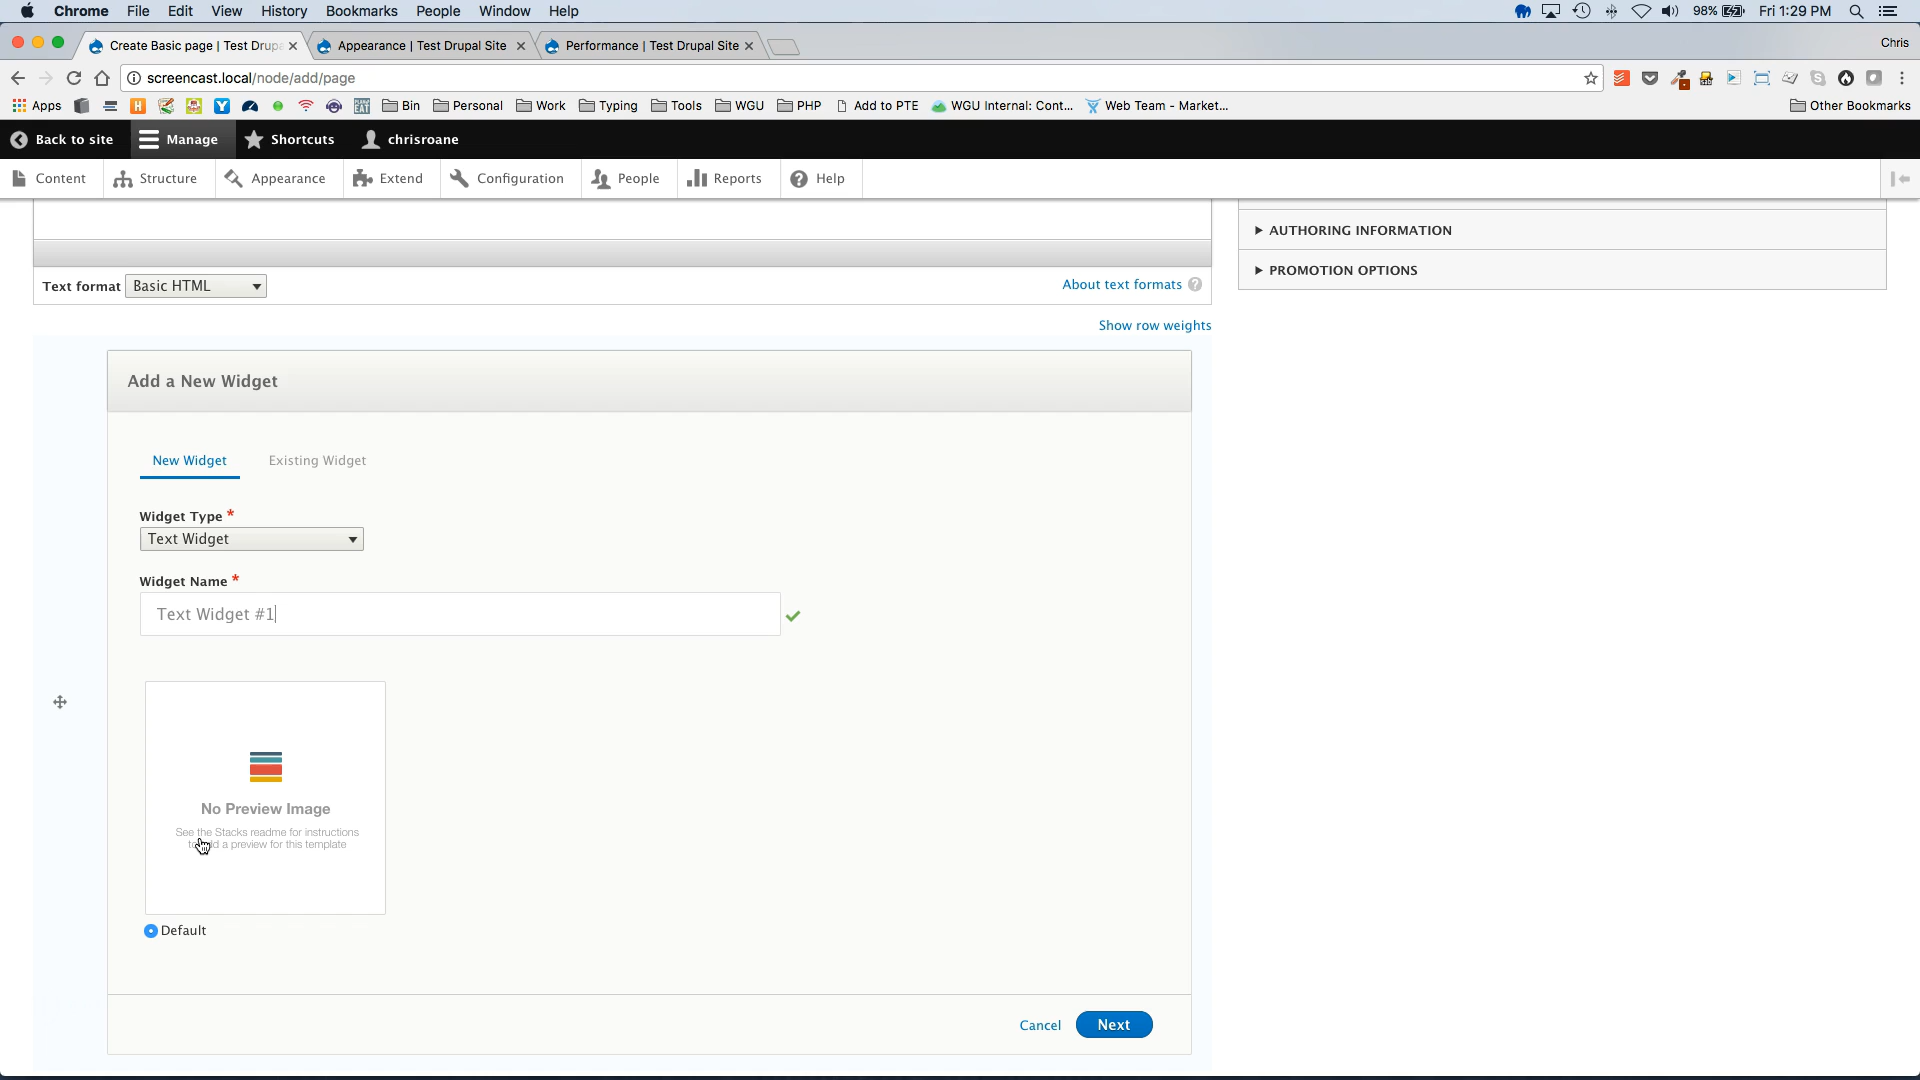 Chrome File Edit View History Bookmarks People Window Help 98% Fri 1:29 PM
Create Basic page | Test Drupa Appearance | Test Drupal Site Performance | Test Drupal Site Chris
screencast.local/node/add/page
Apps Bin Personal Work Typing Tools WGU PHP Add to PTE WGU Internal: Cont... Web Team - Market... Other Bookmarks
Back to site Manage Shortcuts chrisroane
Content Structure Appearance Extend Configuration People Reports Help
AUTHORING INFORMATION
PROMOTION OPTIONS
Text format Basic HTML About text formats ?
Show row weights
Add a New Widget
New Widget Existing Widget
Widget Type *
Text Widget
Widget Name *
Text Widget #1
No Preview Image
See the Stacks readme for instructions
a preview for this template
Default
Cancel Next